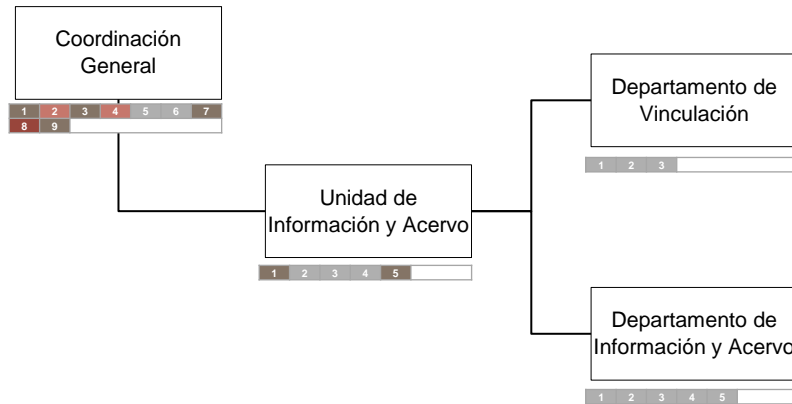 Coordinación
General
1 2 3 4 5 6 7
8 9
Departamento de
Vinculación
1 2 3
Unidad de
Información y Acervo
1 2 3 4 5
Departamento de
Información y Acervo
1 2 3 4 5